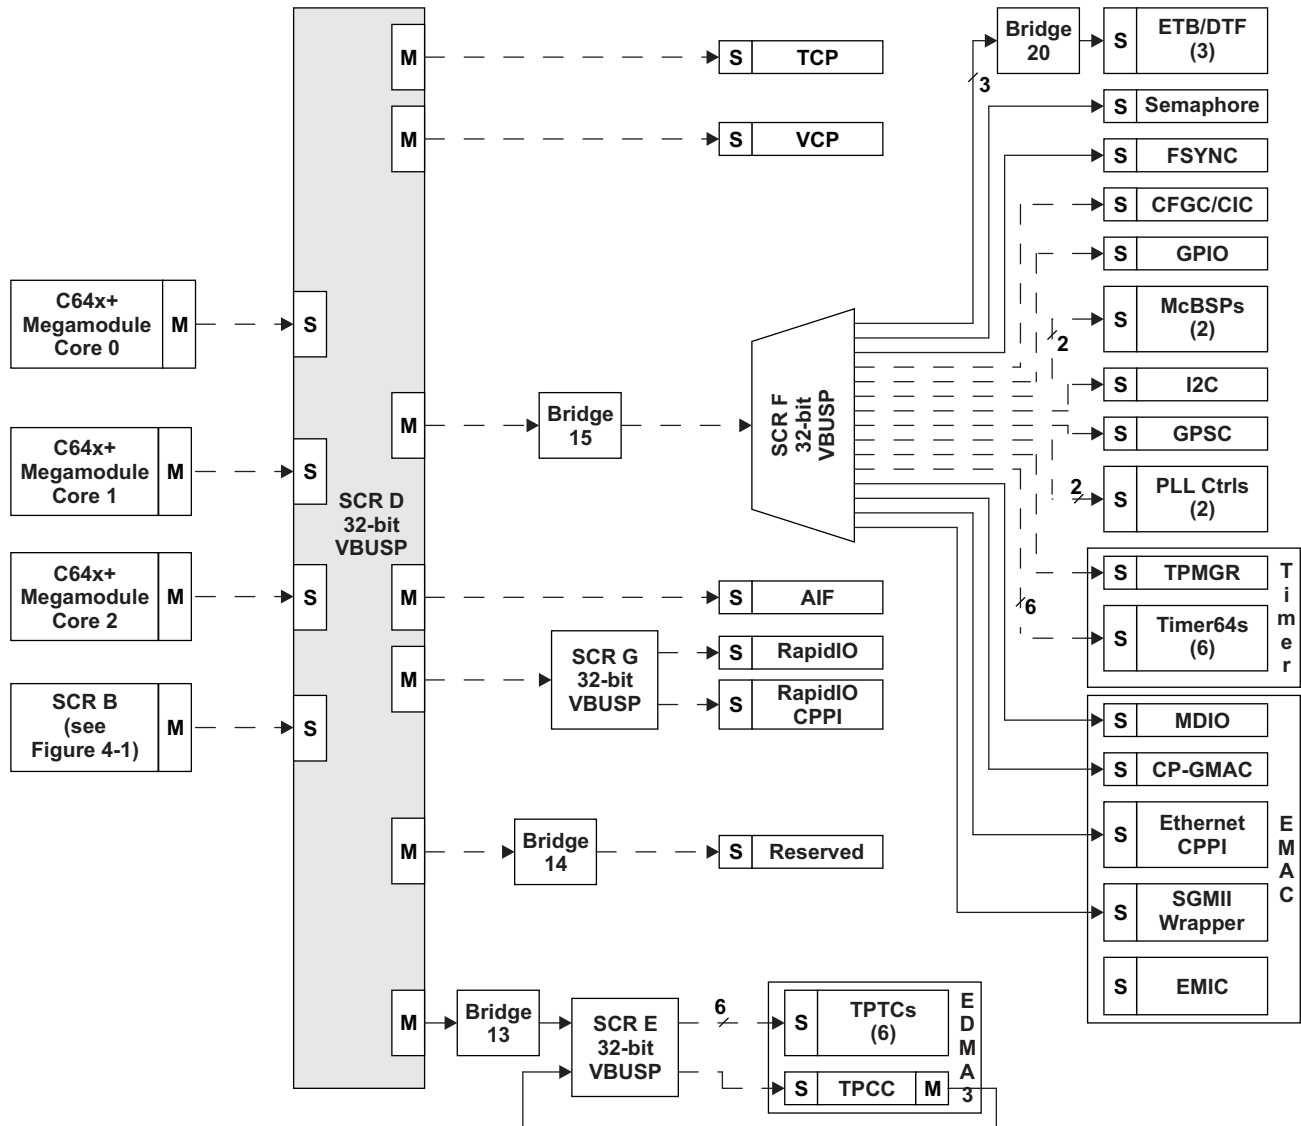 M
S TCP
M
S VCP
C64x+
Megamodule
Core 0
M
S
C64x+
Megamodule
Core 1
M
S
C64x+
Megamodule
Core 2
M
S
SCR B
(see
Figure 4-1)
M
S
SCR D
32-bit
VBUSP
M
Bridge
15
SCR F
32-bit
VBUSP
M
S AIF
M
SCR G
32-bit
VBUSP
S RapidIO
S RapidIO
CPPI
M
Bridge
14
S Reserved
M
Bridge
13
SCR E
32-bit
VBUSP
6
S TPTCs
(6)
S TPCC M
EDMA3
3
Bridge
20
S ETB/DTF
(3)
S Semaphore
S FSYNC
S CFGC/CIC
S GPIO
2
S McBSPs
(2)
S I2C
S GPSC
2
S PLL Ctrls
(2)
S TPMGR
6
S Timer64s
(6)
Timer
S MDIO
S CP-GMAC
S Ethernet
CPPI
S SGMII
Wrapper
S EMIC
EMAC